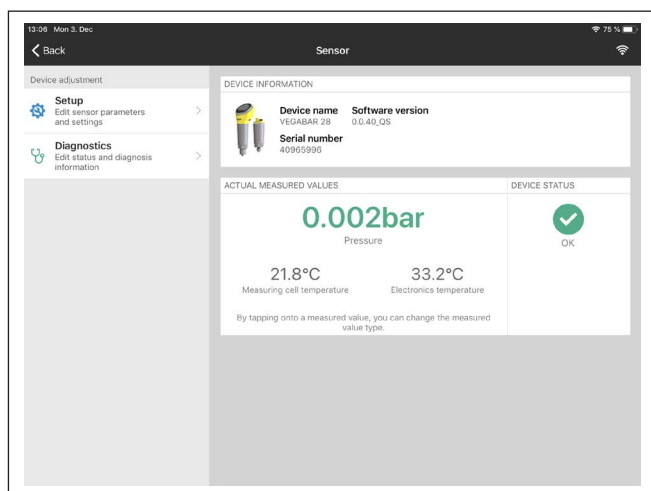 13:06 Mon 3. Dec
75 %
Back
Sensor
Device adjustment
Setup
Edit sensor parameters
and settings
Diagnostics
Edit status and diagnosis
information
DEVICE INFORMATION
Device name Software version
VEGABAR 28 0.0.40_QS
Serial number
40965996
ACTUAL MEASURED VALUES
DEVICE STATUS
0.002bar
Pressure
OK
21.8°C 33.2°C
Measuring cell temperature Electronics temperature
By tapping onto a measured value, you can change the measured
value type.